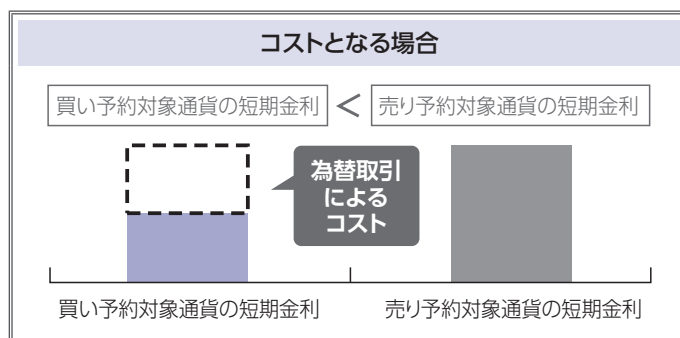 コストとなる場合
買い予約対象通貨の短期金利 < 売り予約対象通貨の短期金利
為替取引
による
コスト
買い予約対象通貨の短期金利 売り予約対象通貨の短期金利